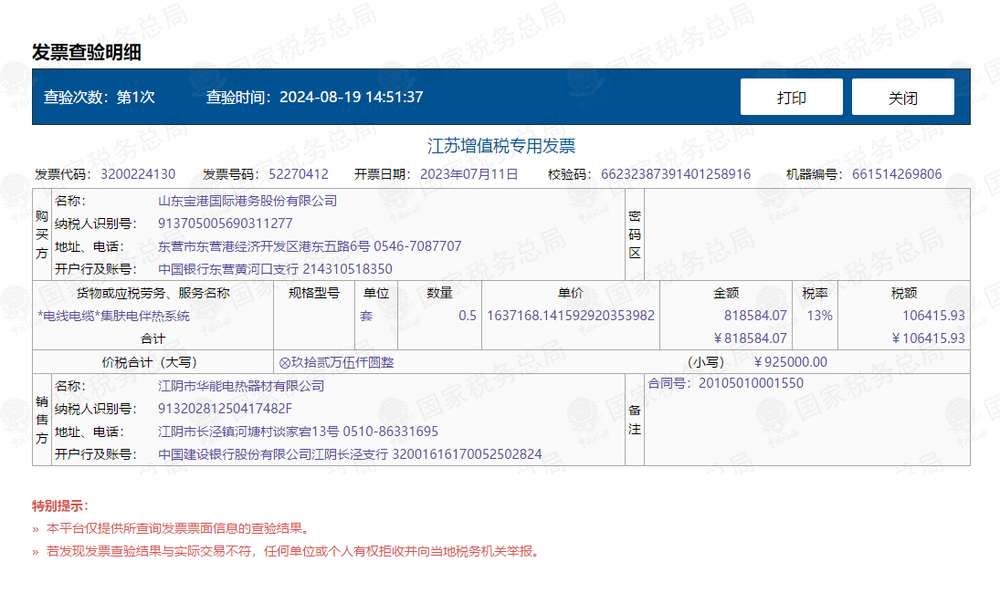 发票查验明细
查验次数：第1次 查验时间：2024-08-19 14:51:37 打印 关闭
江苏增值税专用发票
发票代码：3200224130 发票号码：52270412 开票日期：2023年07月11日 校验码：66232387391401258916 机器编号：661514269806
购买方
名称： 山东宝港国际港务股份有限公司
纳税人识别号： 913705005690311277
地址、电话： 东营市东营港经济开发区港东五路6号 0546-7087707
开户行及账号： 中国银行东营黄河口支行 214310518350
密码区
货物或应税劳务、服务名称 规格型号 单位 数量 单价 金额 税率 税额
*电线电缆*集肤电伴热系统 套 0.5 1637168.141592920353982 818584.07 13% 106415.93
合计 ￥818584.07 ￥106415.93
价税合计（大写） ⊗玖拾贰万伍仟圆整 （小写） ￥925000.00
销售方
名称： 江阴市华能电热器材有限公司
纳税人识别号： 91320281250417482F
地址、电话： 江阴市长泾镇河塘村谈家宕13号 0510-86331695
开户行及账号： 中国建设银行股份有限公司江阴长泾支行 32001616170052502824
备注
合同号：20105010001550
特别提示：
» 本平台仅提供所查询发票票面信息的查验结果。
» 若发现发票查验结果与实际交易不符，任何单位或个人有权拒收并向当地税务机关举报。
国家税务总局